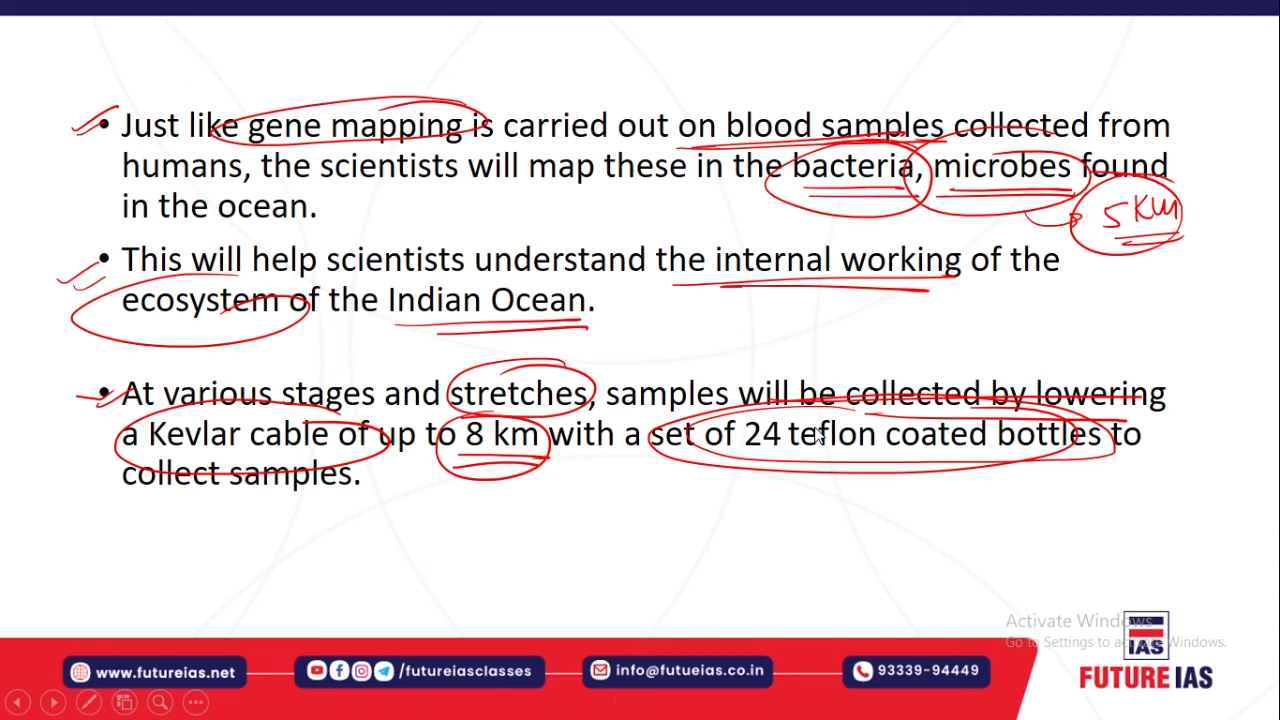 • Just like gene mapping is carried out on blood samples collected from
humans, the scientists will map these in the bacteria, microbes found
in the ocean.
5 KM
• This will help scientists understand the internal working of the
ecosystem of the Indian Ocean.
• At various stages and stretches, samples will be collected by lowering
a Kevlar cable of up to 8 km with a set of 24 teflon coated bottles to
collect samples.
Activate Windows
Go to Settings to activate Windows.
IAS
FUTURE IAS
www.futureias.net
/futureiasclasses
info@futueias.co.in
93339-94449